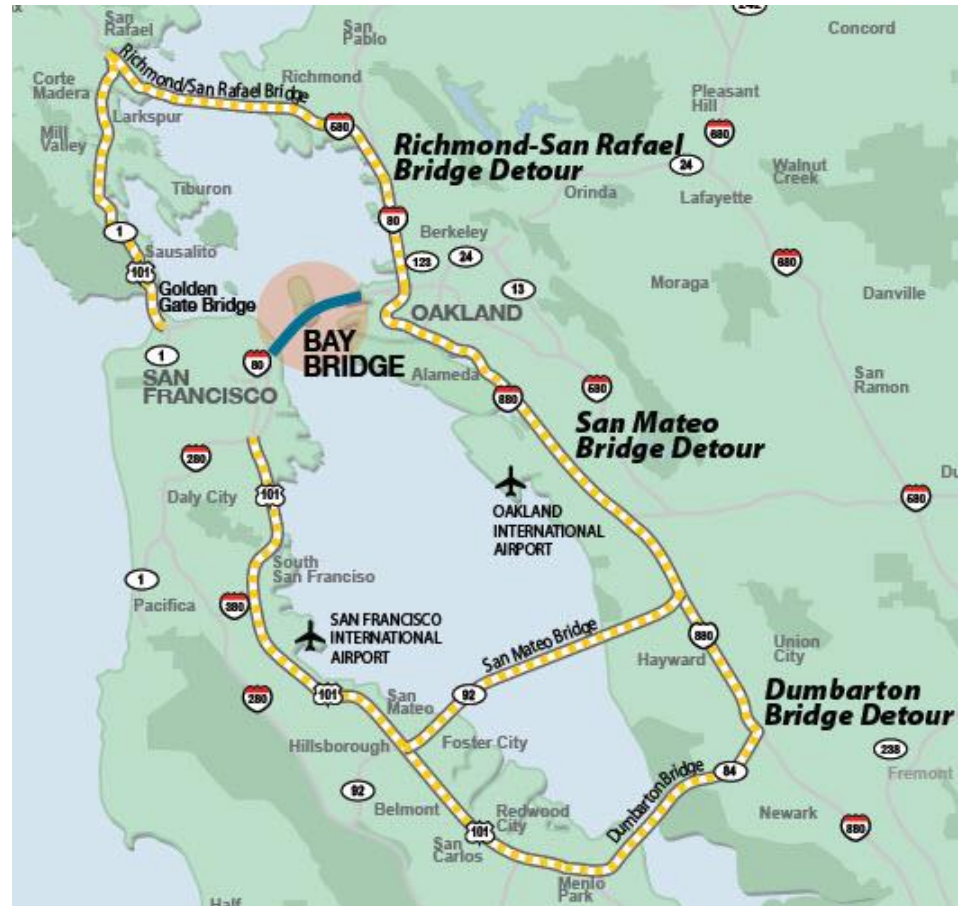 242
San
Rafael
San
Pablo
Concord
Richmond/San Rafael Bridge
Richmond
Corte
Madera
Pleasant
Hill
Larkspur
580
680
Mill
Valley
Richmond-San Rafael
Bridge Detour
24
Walnut
Creek
Tiburon
Orinda
Lafayette
80
1
Berkeley
Sausalito
123
24
680
101
Golden
Gate Bridge
13
Moraga
Danville
OAKLAND
1
80
BAY
BRIDGE
SAN
FRANCISCO
Alameda
880
580
San
Ramon
San Mateo
Bridge Detour
280
Daly City
101
OAKLAND
INTERNATIONAL
AIRPORT
680
Du
South
San Franciso
1
Pacifica
380
SAN FRANCISCO
INTERNATIONAL
AIRPORT
San Mateo Bridge
880
Hayward
Union
City
280
101
San
Mateo
92
Dumbarton
Bridge Detour
Hillsborough
Foster City
238
Fremont
84
92
Belmont
Redwood
City
Dumbarton Bridge
Newark
101
880
San
Carlos
Menlo
Park
Half